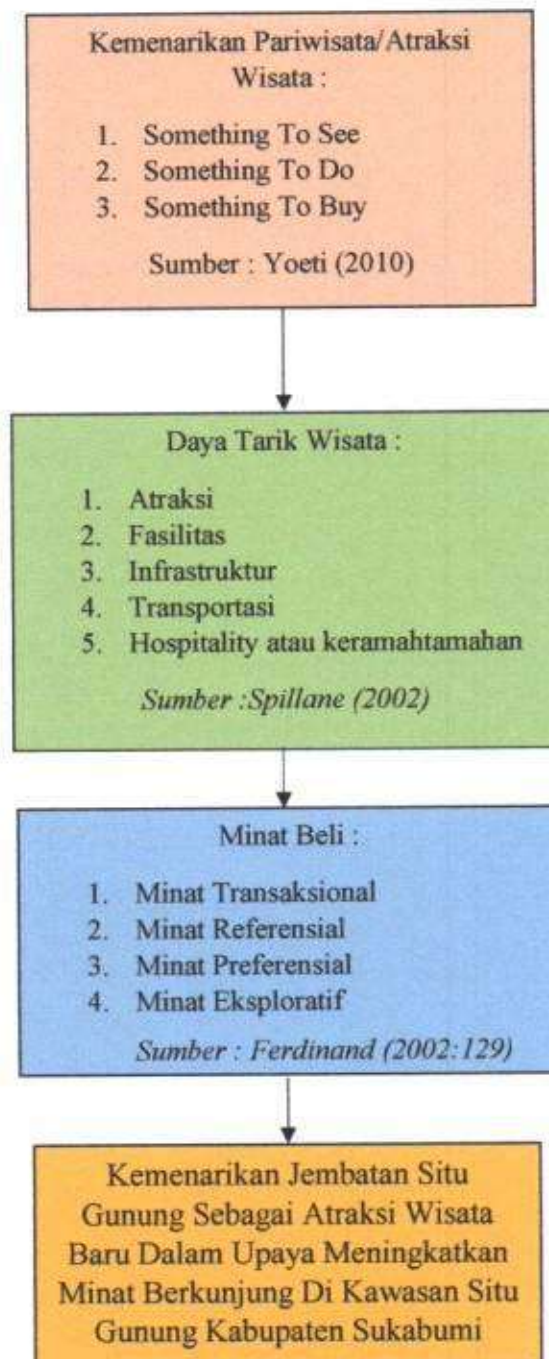 Kemenarikan Pariwisata/Atraksi
Wisata :
1. Something To See
2. Something To Do
3. Something To Buy
Sumber : Yoeti (2010)
Daya Tarik Wisata :
1. Atraksi
2. Fasilitas
3. Infrastruktur
4. Transportasi
5. Hospitality atau keramahtamahan
Sumber :Spillane (2002)
Minat Beli :
1. Minat Transaksional
2. Minat Referensial
3. Minat Preferensial
4. Minat Eksploratif
Sumber : Ferdinand (2002:129)
Kemenarikan Jembatan Situ
Gunung Sebagai Atraksi Wisata
Baru Dalam Upaya Meningkatkan
Minat Berkunjung Di Kawasan Situ
Gunung Kabupaten Sukabumi